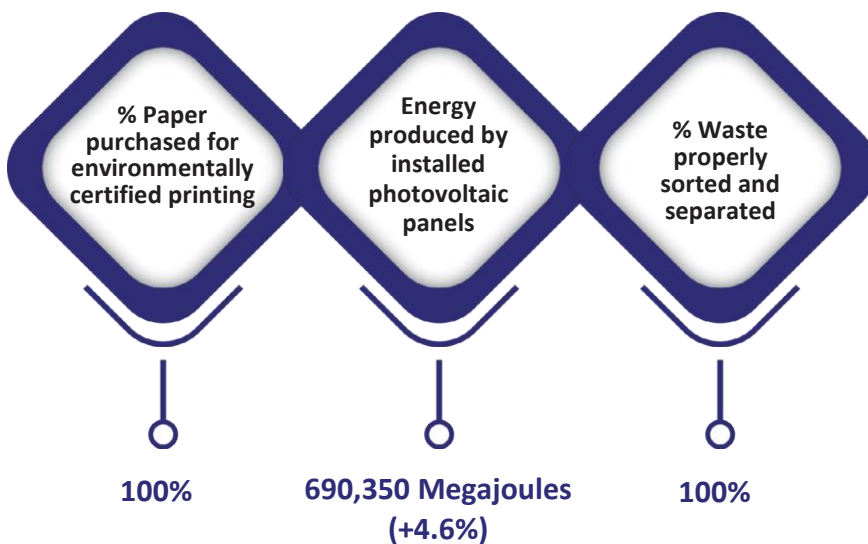 % Paper
purchased for
environmentally
certified printing
Energy
produced by
installed
photovoltaic
panels
% Waste
properly
sorted and
separated
100%
690,350 Megajoules
(+4.6%)
100%